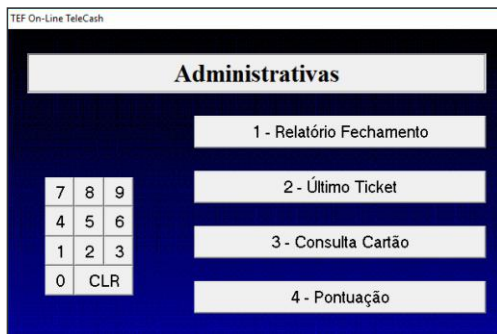 TEF On-Line TeleCash
Administrativas
1 - Relatório Fechamento
2 - Último Ticket
3 - Consulta Cartão
4 - Pontuação
7 8 9
4 5 6
1 2 3
0 CLR